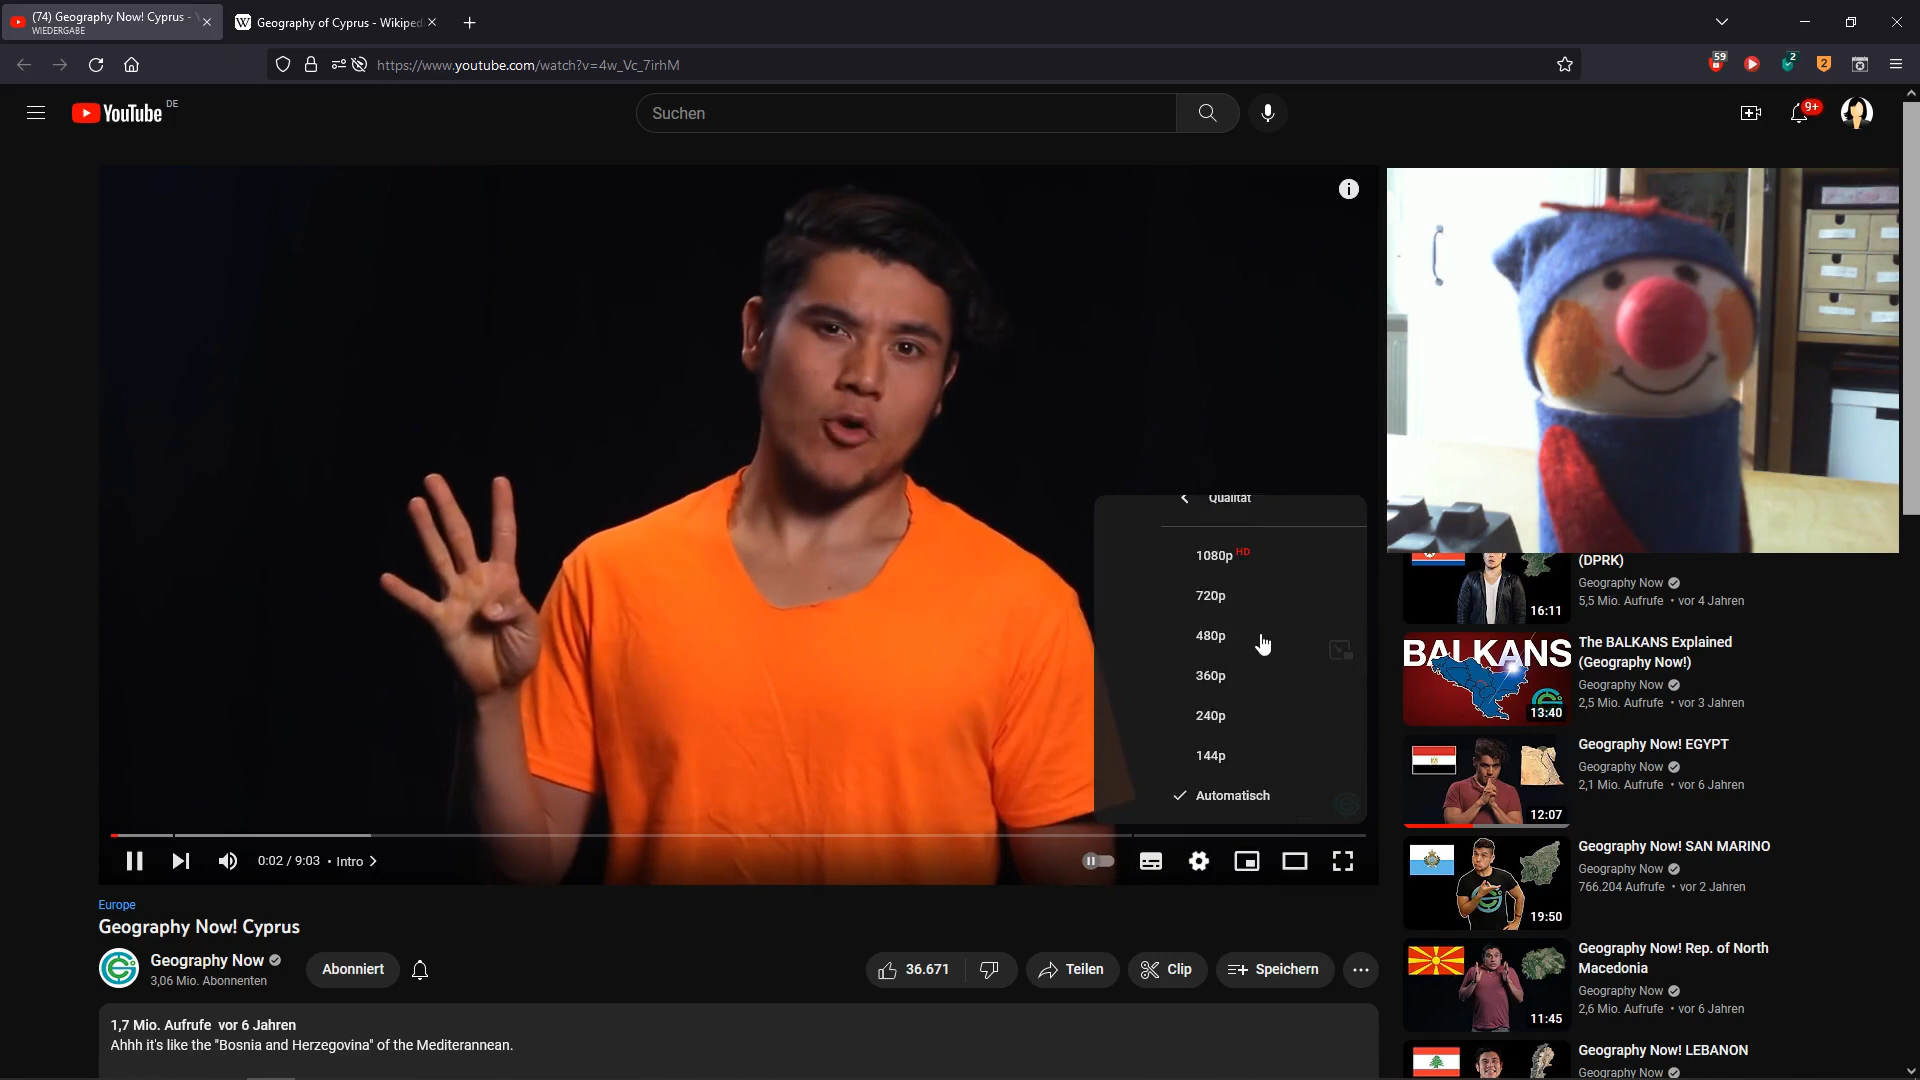 (74) Geography Now! Cyprus -
WIEDERGABE
Geography of Cyprus - Wikiped
https://www.youtube.com/watch?v=4w_Vc_7irhM
59
2
2
YouTube DE
Suchen
9+
Qualität
1080p HD
720p
480p
360p
240p
144p
Automatisch
0:02 / 9:03 • Intro
Europe
Geography Now! Cyprus
Geography Now
3,06 Mio. Abonnenten
Abonniert
36.671
Teilen
Clip
Speichern
1,7 Mio. Aufrufe vor 6 Jahren
Ahhh it's like the "Bosnia and Herzegovina" of the Mediterannean.
(DPRK)
Geography Now
5,5 Mio. Aufrufe • vor 4 Jahren
16:11
BALKANS
13:40
The BALKANS Explained
(Geography Now!)
Geography Now
2,5 Mio. Aufrufe • vor 3 Jahren
12:07
Geography Now! EGYPT
Geography Now
2,1 Mio. Aufrufe • vor 6 Jahren
19:50
Geography Now! SAN MARINO
Geography Now
766.204 Aufrufe • vor 2 Jahren
11:45
Geography Now! Rep. of North
Macedonia
Geography Now
2,6 Mio. Aufrufe • vor 6 Jahren
Geography Now! LEBANON
Geography Now